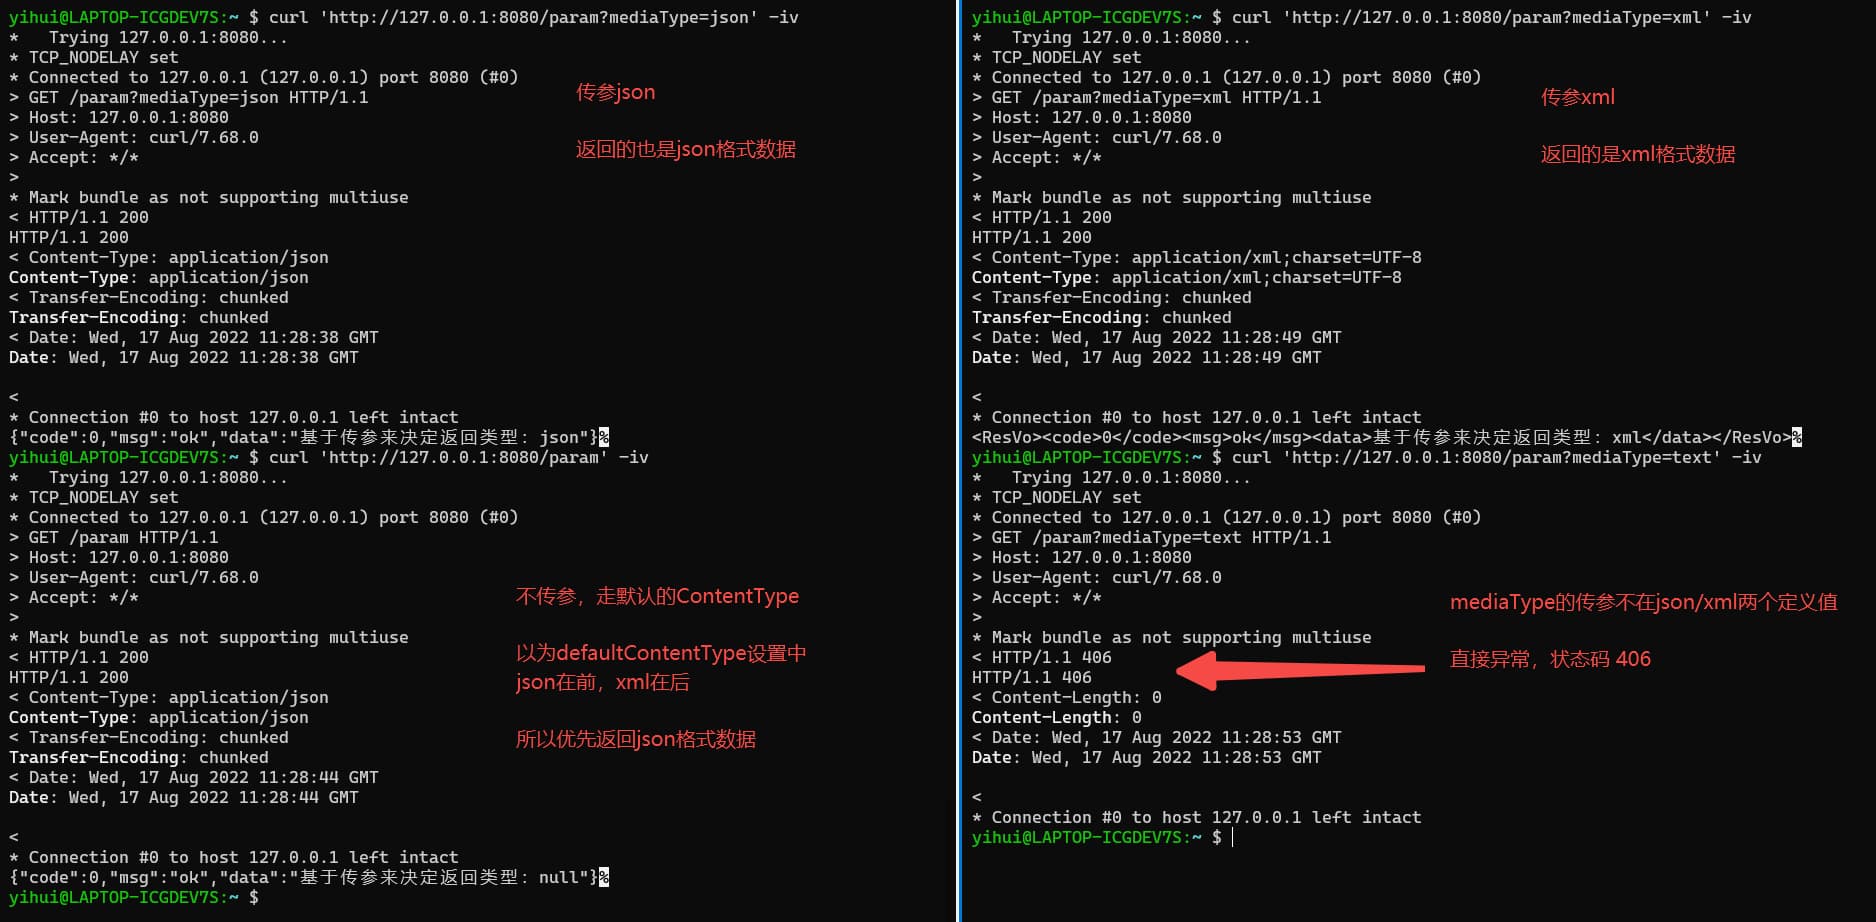 yihui@LAPTOP-ICGDEV7S:~ $ curl 'http://127.0.0.1:8080/param?mediaType=json' -iv
*   Trying 127.0.0.1:8080...
* TCP_NODELAY set
* Connected to 127.0.0.1 (127.0.0.1) port 8080 (#0)
> GET /param?mediaType=json HTTP/1.1
> Host: 127.0.0.1:8080
> User-Agent: curl/7.68.0
> Accept: */*
>
* Mark bundle as not supporting multiuse
< HTTP/1.1 200
HTTP/1.1 200
< Content-Type: application/json
Content-Type: application/json
< Transfer-Encoding: chunked
Transfer-Encoding: chunked
< Date: Wed, 17 Aug 2022 11:28:38 GMT
Date: Wed, 17 Aug 2022 11:28:38 GMT
<
* Connection #0 to host 127.0.0.1 left intact
{"code":0,"msg":"ok","data":"基于传参来决定返回类型：json"}%
传参json
返回的也是json格式数据
yihui@LAPTOP-ICGDEV7S:~ $ curl 'http://127.0.0.1:8080/param' -iv
*   Trying 127.0.0.1:8080...
* TCP_NODELAY set
* Connected to 127.0.0.1 (127.0.0.1) port 8080 (#0)
> GET /param HTTP/1.1
> Host: 127.0.0.1:8080
> User-Agent: curl/7.68.0
> Accept: */*
>
* Mark bundle as not supporting multiuse
< HTTP/1.1 200
HTTP/1.1 200
< Content-Type: application/json
Content-Type: application/json
< Transfer-Encoding: chunked
Transfer-Encoding: chunked
< Date: Wed, 17 Aug 2022 11:28:44 GMT
Date: Wed, 17 Aug 2022 11:28:44 GMT
<
* Connection #0 to host 127.0.0.1 left intact
{"code":0,"msg":"ok","data":"基于传参来决定返回类型：null"}%
yihui@LAPTOP-ICGDEV7S:~ $
不传参，走默认的ContentType
以为defaultContentType设置中
json在前，xml在后
所以优先返回json格式数据
yihui@LAPTOP-ICGDEV7S:~ $ curl 'http://127.0.0.1:8080/param?mediaType=xml' -iv
*   Trying 127.0.0.1:8080...
* TCP_NODELAY set
* Connected to 127.0.0.1 (127.0.0.1) port 8080 (#0)
> GET /param?mediaType=xml HTTP/1.1
> Host: 127.0.0.1:8080
> User-Agent: curl/7.68.0
> Accept: */*
>
* Mark bundle as not supporting multiuse
< HTTP/1.1 200
HTTP/1.1 200
< Content-Type: application/xml;charset=UTF-8
Content-Type: application/xml;charset=UTF-8
< Transfer-Encoding: chunked
Transfer-Encoding: chunked
< Date: Wed, 17 Aug 2022 11:28:49 GMT
Date: Wed, 17 Aug 2022 11:28:49 GMT
<
* Connection #0 to host 127.0.0.1 left intact
<ResVo><code>0</code><msg>ok</msg><data>基于传参来决定返回类型：xml</data></ResVo>%
传参xml
返回的是xml格式数据
yihui@LAPTOP-ICGDEV7S:~ $ curl 'http://127.0.0.1:8080/param?mediaType=text' -iv
*   Trying 127.0.0.1:8080...
* TCP_NODELAY set
* Connected to 127.0.0.1 (127.0.0.1) port 8080 (#0)
> GET /param?mediaType=text HTTP/1.1
> Host: 127.0.0.1:8080
> User-Agent: curl/7.68.0
> Accept: */*
>
* Mark bundle as not supporting multiuse
< HTTP/1.1 406
HTTP/1.1 406
< Content-Length: 0
Content-Length: 0
< Date: Wed, 17 Aug 2022 11:28:53 GMT
Date: Wed, 17 Aug 2022 11:28:53 GMT
<
* Connection #0 to host 127.0.0.1 left intact
yihui@LAPTOP-ICGDEV7S:~ $
mediaType的传参不在json/xml两个定义值
直接异常，状态码 406